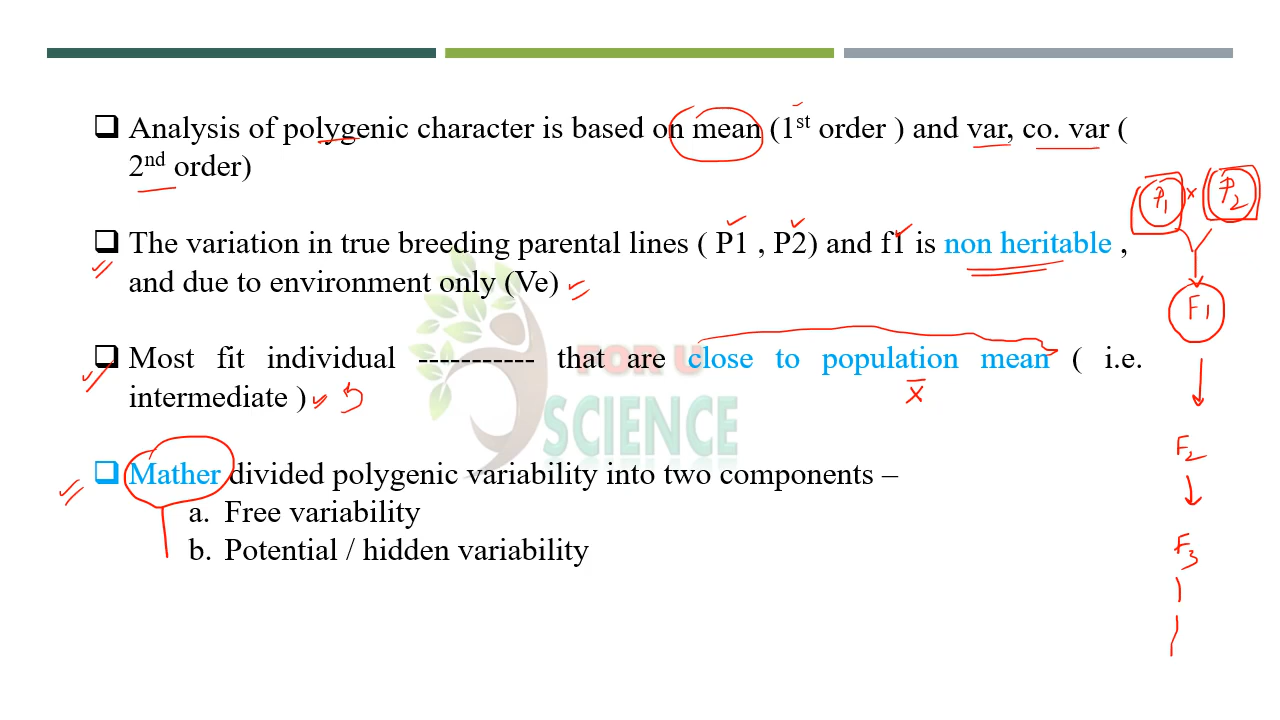 Analysis of polygenic character is based on mean (1st order ) and var, co. var (
2nd order)
The variation in true breeding parental lines ( P1 , P2) and f1 is non heritable ,
and due to environment only (Ve)
Most fit individual ----------- that are close to population mean ( i.e.
intermediate )
x̅
Mather divided polygenic variability into two components –
a. Free variability
b. Potential / hidden variability
FOR U
SCIENCE
P1 x P2
F1
F2
F3